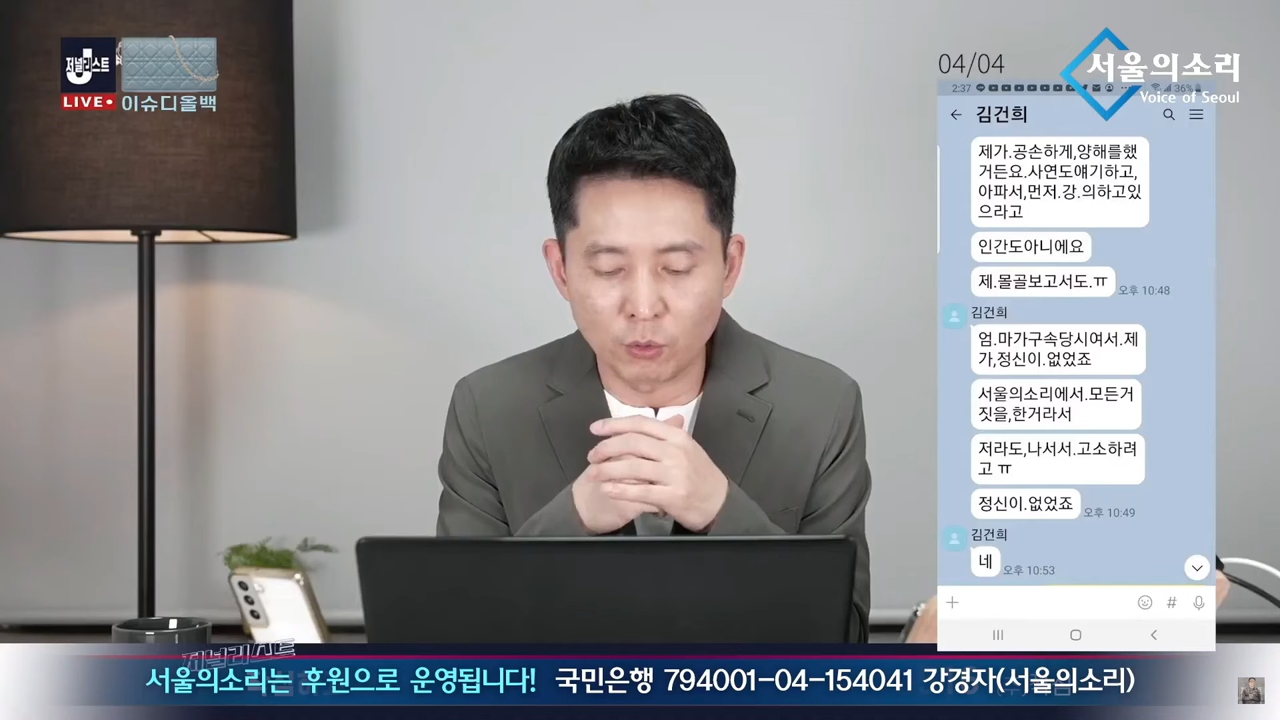 저널리스트
LIVE
이슈디올백
04/04
서울의소리
Voice of Seoul
2:37
36%
김건희
제가.공손하게,양해를했
거든요.사연도얘기하고,
아파서,먼저.강.의하고있
으라고
인간도아니에요
제.몰골보고서도.ㅠ
오후 10:48
김건희
엄.마가구속당시여서.제
가,정신이.없었죠
서울의소리에서.모든거
짓을,한거라서
저라도,나서서.고소하려
고 ㅠ
정신이.없었죠
오후 10:49
김건희
네
오후 10:53
저널리스트
서울의소리는 후원으로 운영됩니다! 국민은행 794001-04-154041 강경자(서울의소리)